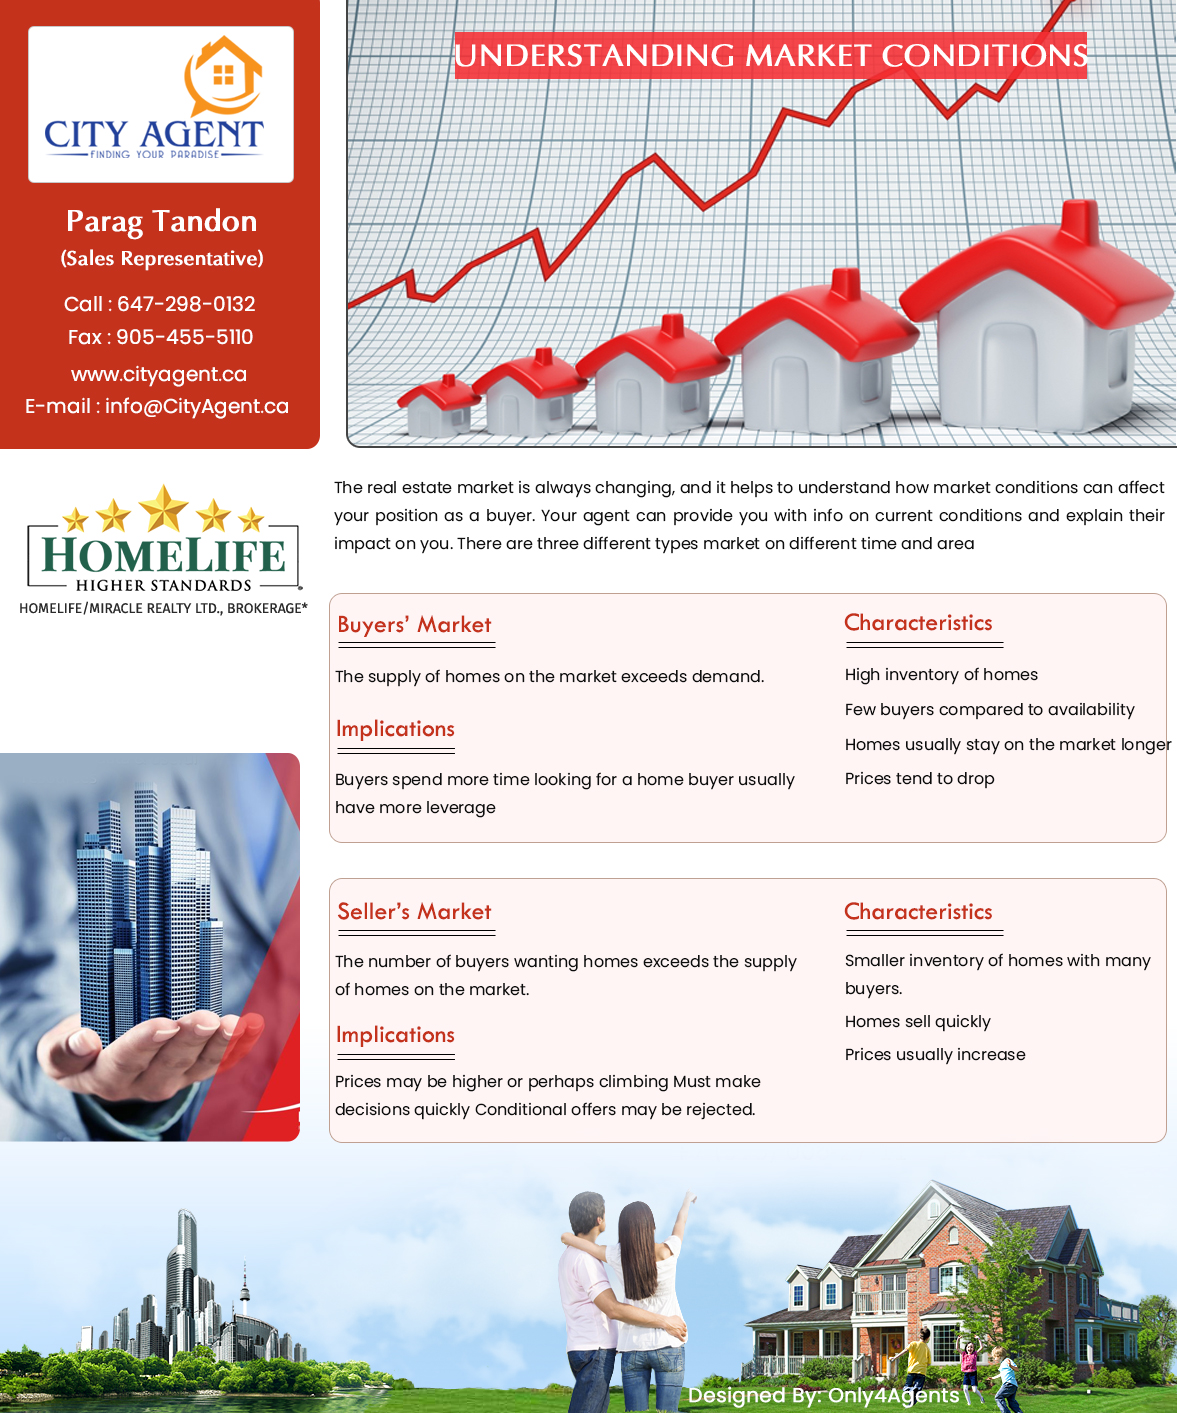 CITY AGENT
FINDING YOUR PARADISE
Parag Tandon
(Sales Representative)
Call : 647-298-0132
Fax : 905-455-5110
www.cityagent.ca
E-mail : info@CityAgent.ca
HOMELIFE
HIGHER STANDARDS
HOMELIFE/MIRACLE REALTY LTD., BROKERAGE*
UNDERSTANDING MARKET CONDITIONS
The real estate market is always changing, and it helps to understand how market conditions can affect
your position as a buyer. Your agent can provide you with info on current conditions and explain their
impact on you. There are three different types market on different time and area
Buyers’ Market
The supply of homes on the market exceeds demand.
Implications
Buyers spend more time looking for a home buyer usually
have more leverage
Characteristics
High inventory of homes
Few buyers compared to availability
Homes usually stay on the market longer
Prices tend to drop
Seller’s Market
The number of buyers wanting homes exceeds the supply
of homes on the market.
Implications
Prices may be higher or perhaps climbing Must make
decisions quickly Conditional offers may be rejected.
Characteristics
Smaller inventory of homes with many
buyers.
Homes sell quickly
Prices usually increase
Designed By: Only4Agents